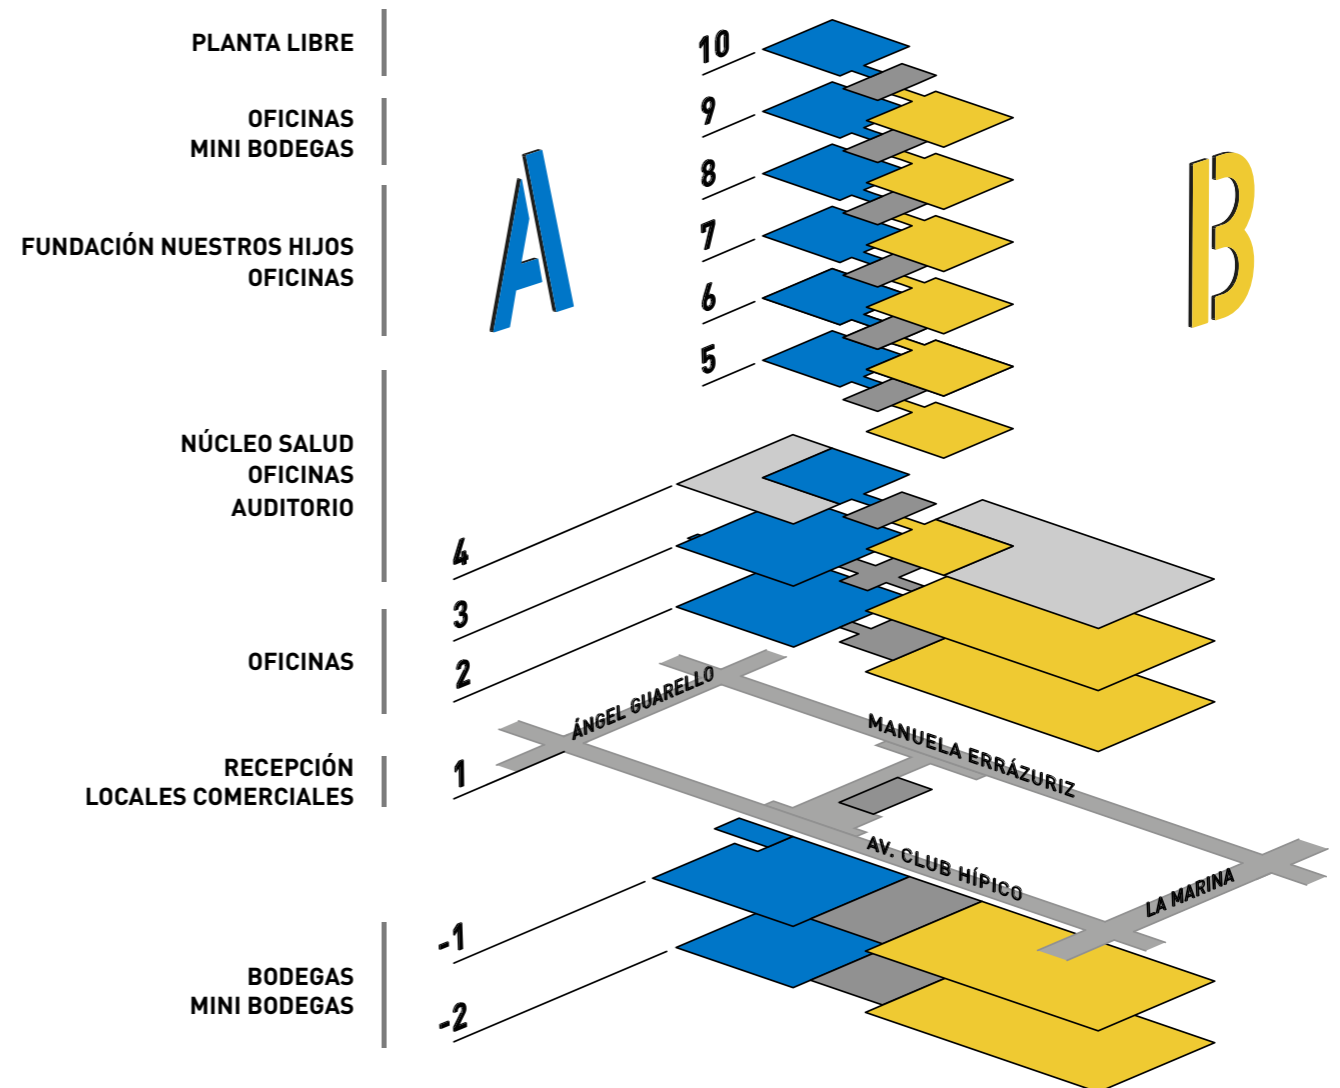 PLANTA LIBRE
OFICINAS
MINI BODEGAS
FUNDACIÓN NUESTROS HIJOS
OFICINAS
NÚCLEO SALUD
OFICINAS
AUDITORIO
OFICINAS
RECEPCIÓN
LOCALES COMERCIALES
BODEGAS
MINI BODEGAS
A
B
10
9
8
7
6
5
4
3
2
1
-1
-2
ÁNGEL GUARELLO
MANUELA ERRÁZURIZ
AV. CLUB HÍPICO
LA MARINA